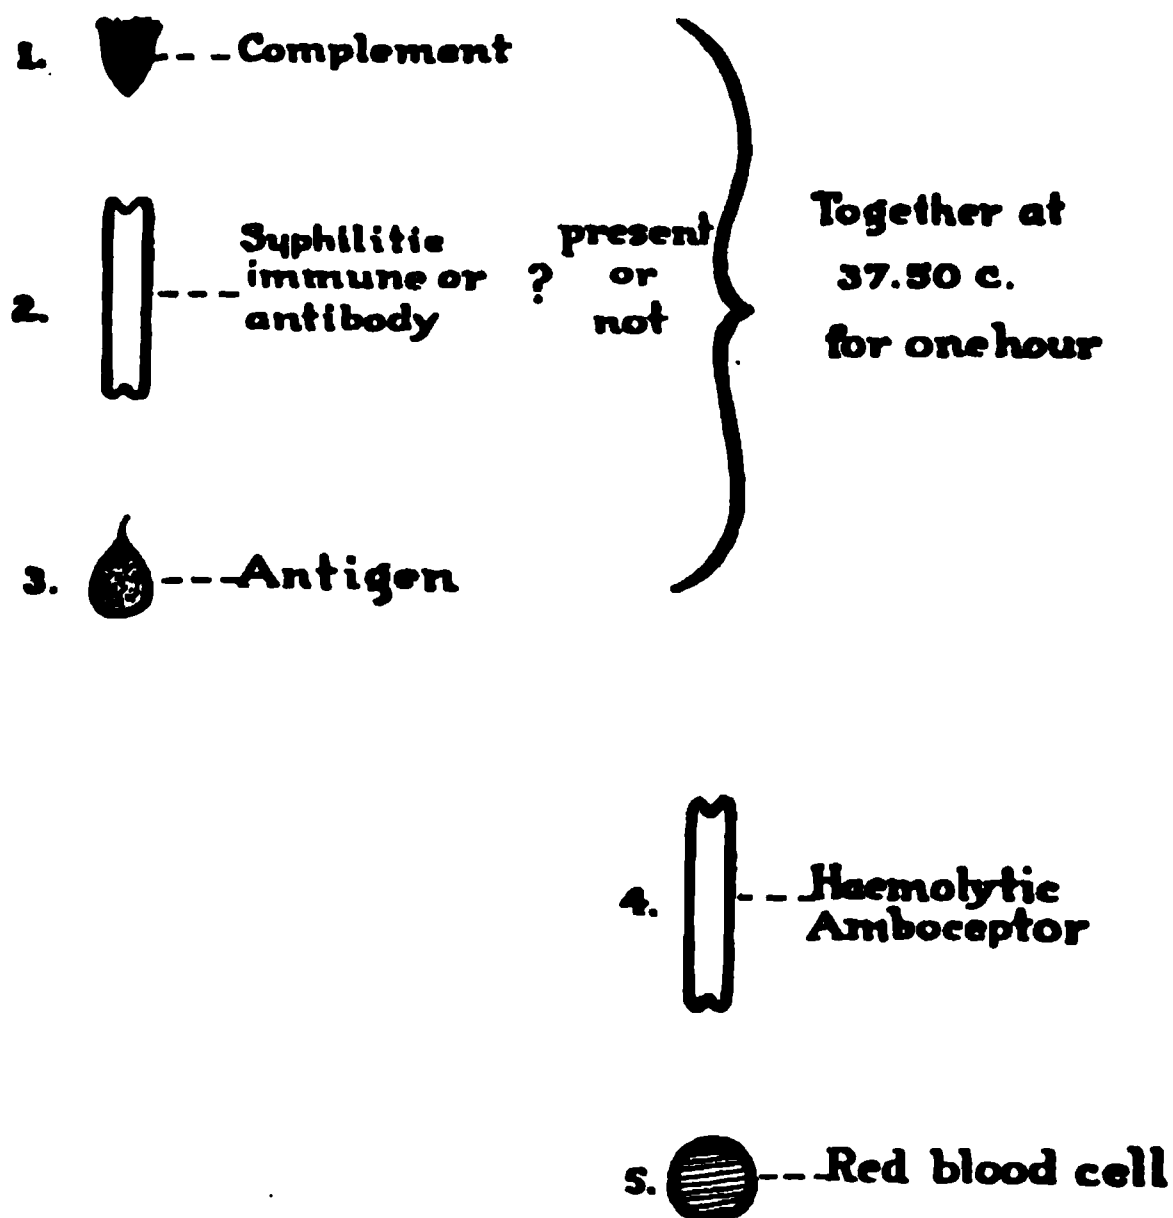 1. Complement
2. Syphilitic
immune or
antibody
? present
or
not
Together at
37.50 c.
for one hour
3. Antigen
4. Haemolytic
Amboceptor
5. Red blood cell